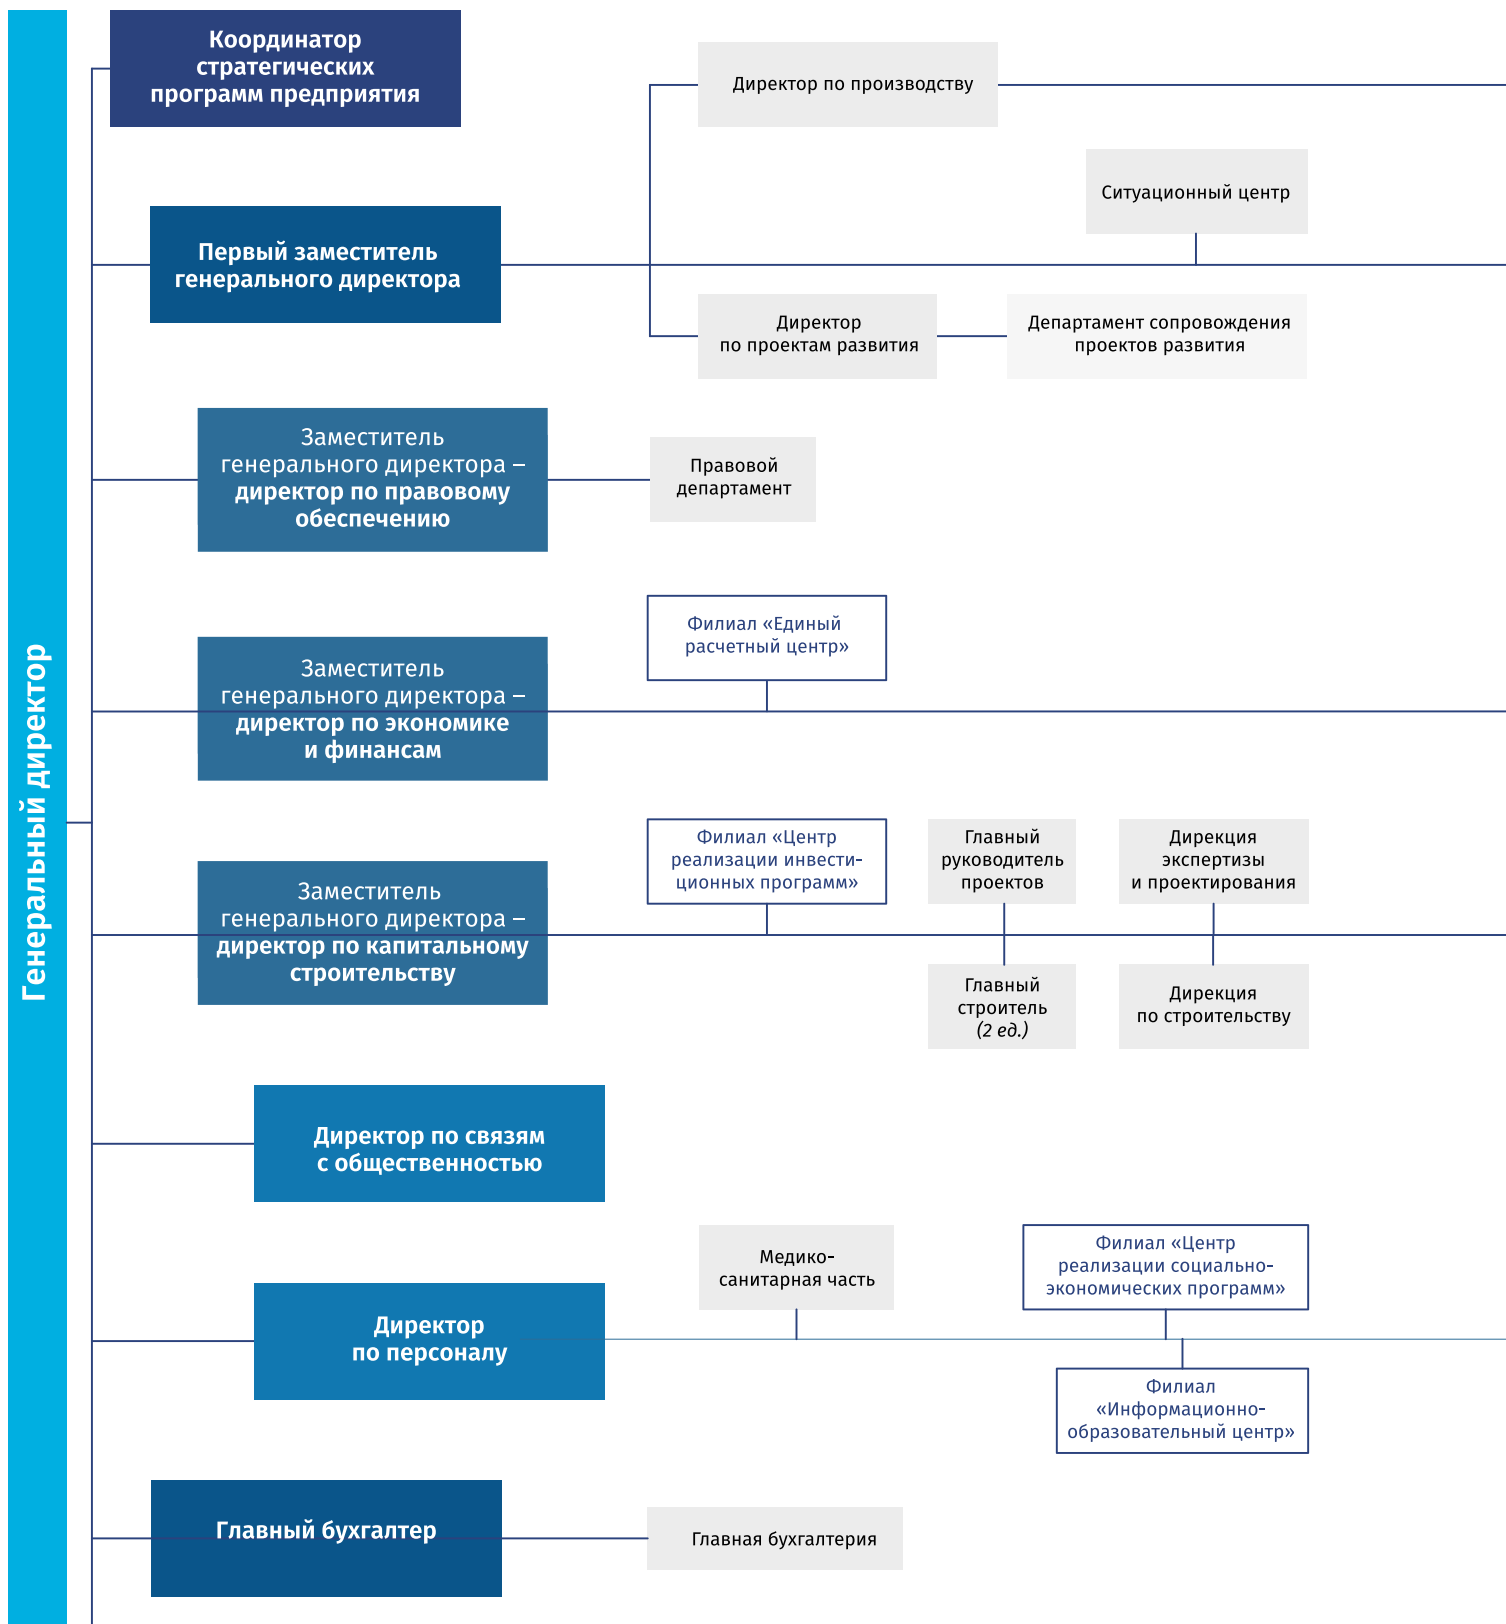 Генеральный директор
Координатор
стратегических
программ предприятия
Директор по производству
Ситуационный центр
Первый заместитель
генерального директора
Директор
по проектам развития
Департамент сопровождения
проектов развития
Заместитель
генерального директора –
директор по правовому
обеспечению
Правовой
департамент
Филиал «Единый
расчетный центр»
Заместитель
генерального директора –
директор по экономике
и финансам
Филиал «Центр
реализации инвести-
ционных программ»
Главный
руководитель
проектов
Дирекция
экспертизы
и проектирования
Заместитель
генерального директора –
директор по капитальному
строительству
Главный
строитель
(2 ед.)
Дирекция
по строительству
Директор по связям
с общественностью
Медико-
санитарная часть
Филиал «Центр
реализации социально-
экономических программ»
Директор
по персоналу
Филиал
«Информационно-
образовательный центр»
Главный бухгалтер
Главная бухгалтерия